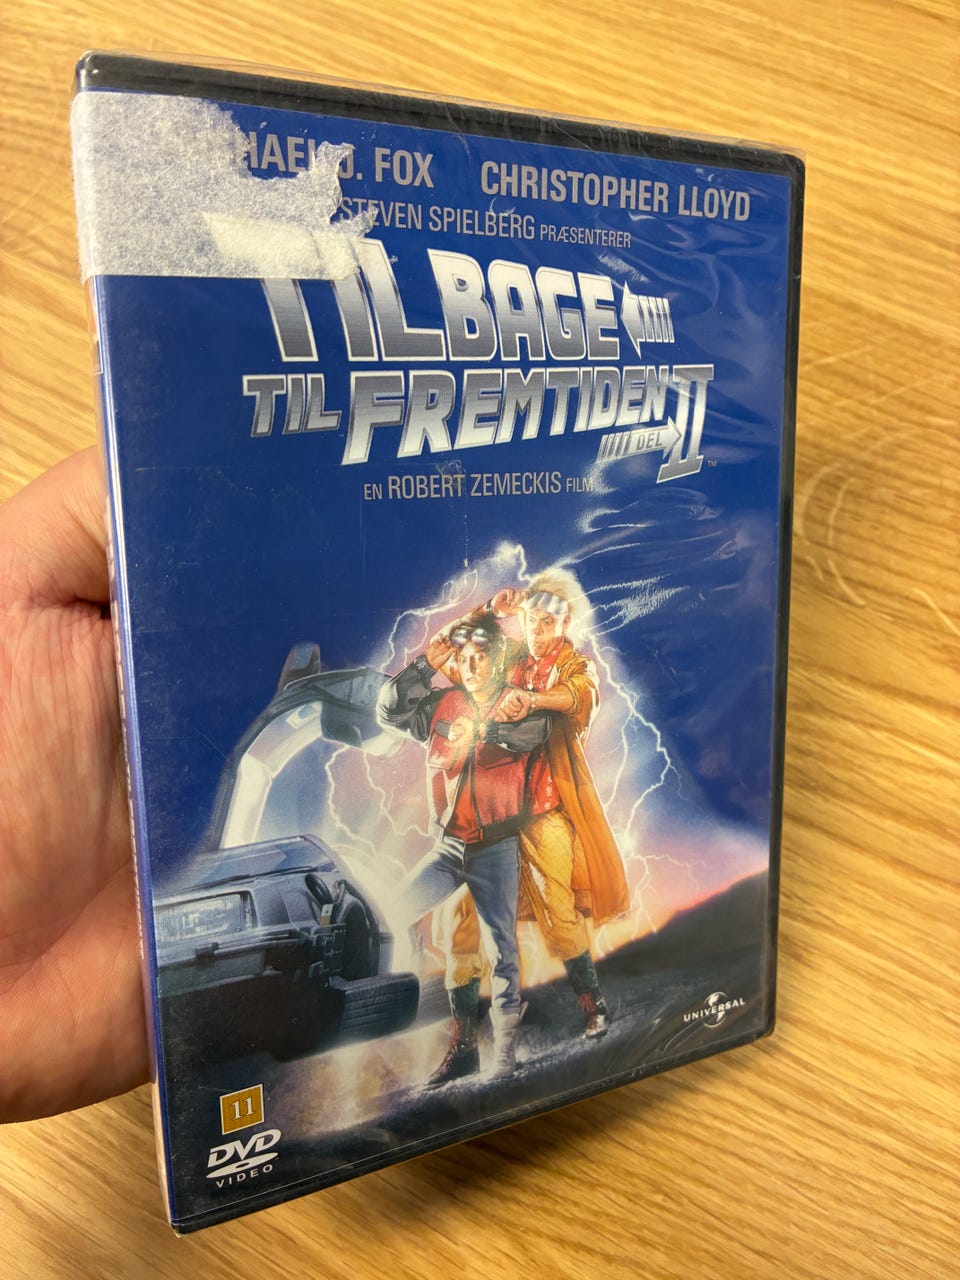 J. FOX CHRISTOPHER LLOYD
STEVEN SPIELBERG PRÆSENTERER
TILBAGE
TIL FREMTIDEN II
DEL
TM
EN ROBERT ZEMECKIS FILM
UNIVERSAL
11
DVD
VIDEO